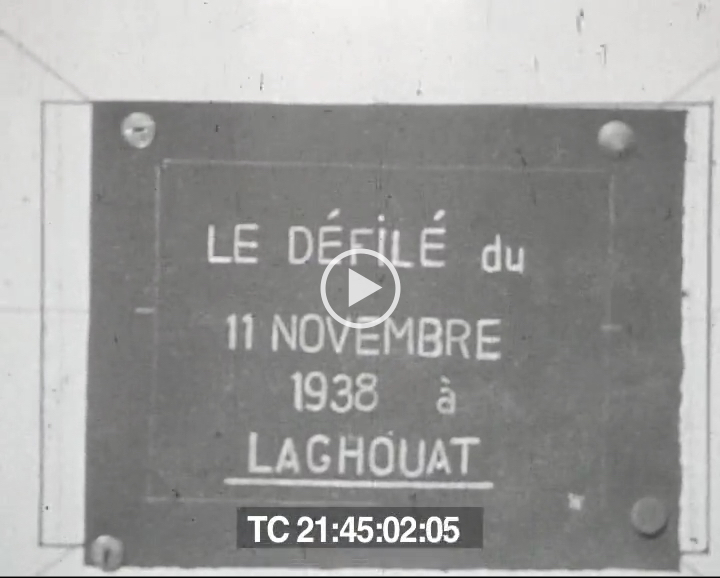 LE DÉFILÉ du
11 NOVEMBRE
1938 à
LAGHOUAT
TC 21:45:02:05